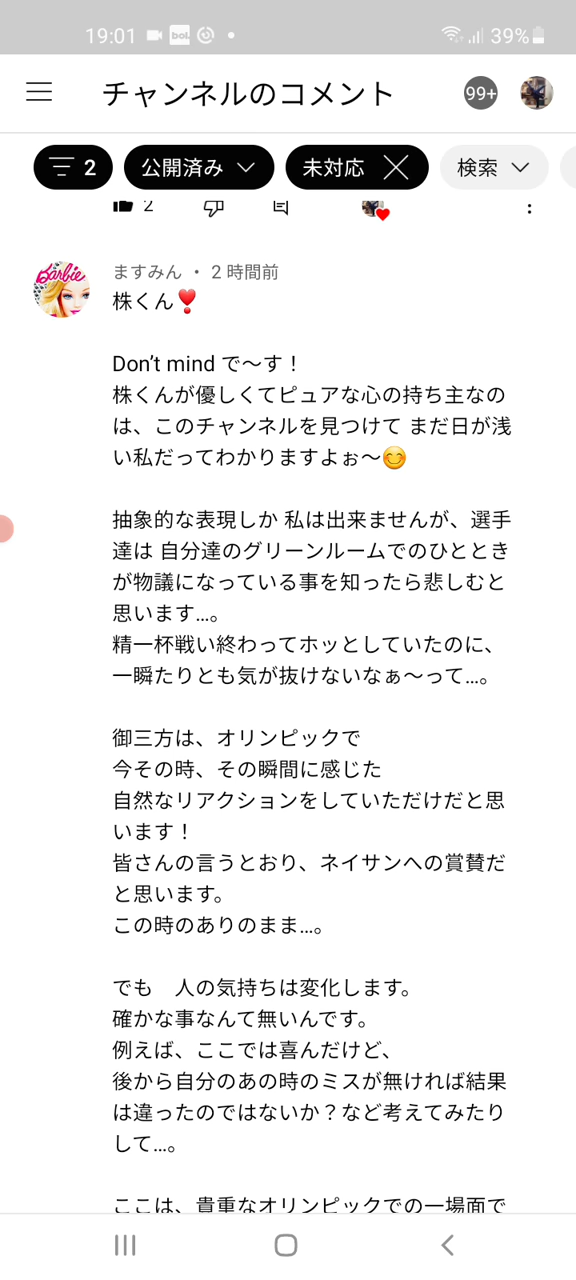 19:01 bol. 39%
チャンネルのコメント 99+
2 公開済み 未対応 検索
2
Barbie
ますみん ・ 2 時間前
株くん❣️
Don’t mind で〜す！
株くんが優しくてピュアな心の持ち主なの
は、このチャンネルを見つけて まだ日が浅
い私だってわかりますよぉ〜😊
抽象的な表現しか 私は出来ませんが、選手
達は 自分達のグリーンルームでのひととき
が物議になっている事を知ったら悲しむと
思います…。
精一杯戦い終わってホッとしていたのに、
一瞬たりとも気が抜けないなぁ〜って…。
御三方は、オリンピックで
今その時、その瞬間に感じた
自然なリアクションをしていただけだと思
います！
皆さんの言うとおり、ネイサンへの賞賛だ
と思います。
この時のありのまま…。
でも　人の気持ちは変化します。
確かな事なんて無いんです。
例えば、ここでは喜んだけど、
後から自分のあの時のミスが無ければ結果
は違ったのではないか？など考えてみたり
して…。
ここは、貴重なオリンピックでの一場面で